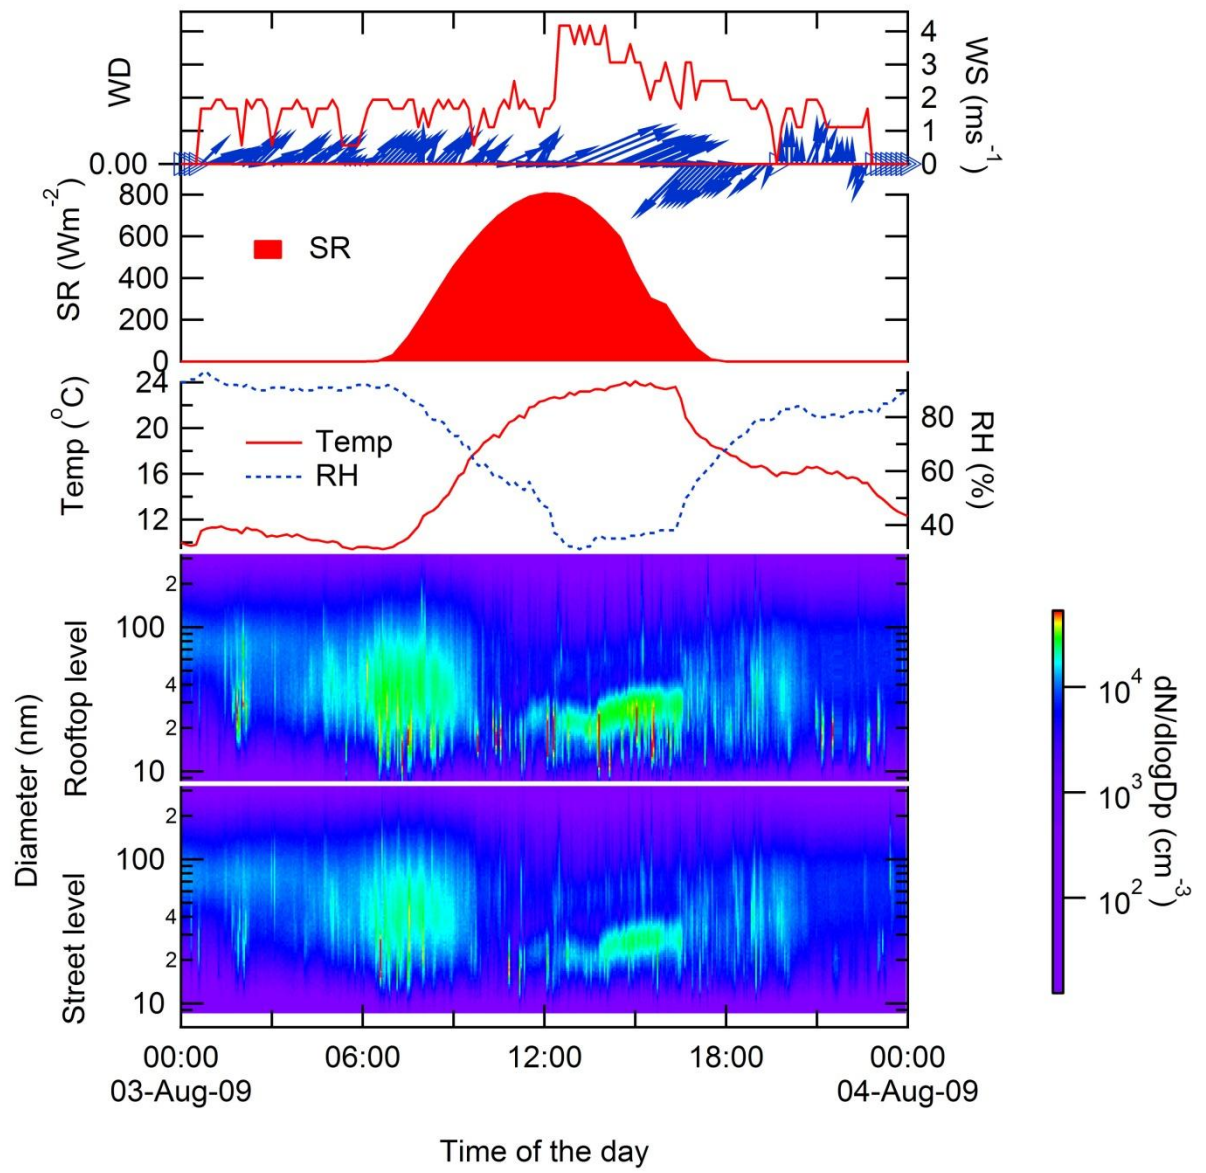 WD
0.00
4
3
2
1
0
WS (ms⁻¹)
SR (Wm⁻²)
800
600
400
200
0
SR
Temp (°C)
24
20
16
12
Temp
RH
80
60
40
RH (%)
Diameter (nm)
Rooftop level
2
100
4
2
10
Street level
2
100
4
2
10
10⁴
10³
10²
dN/dlogDp (cm⁻³)
00:00 06:00 12:00 18:00 00:00
03-Aug-09 04-Aug-09
Time of the day